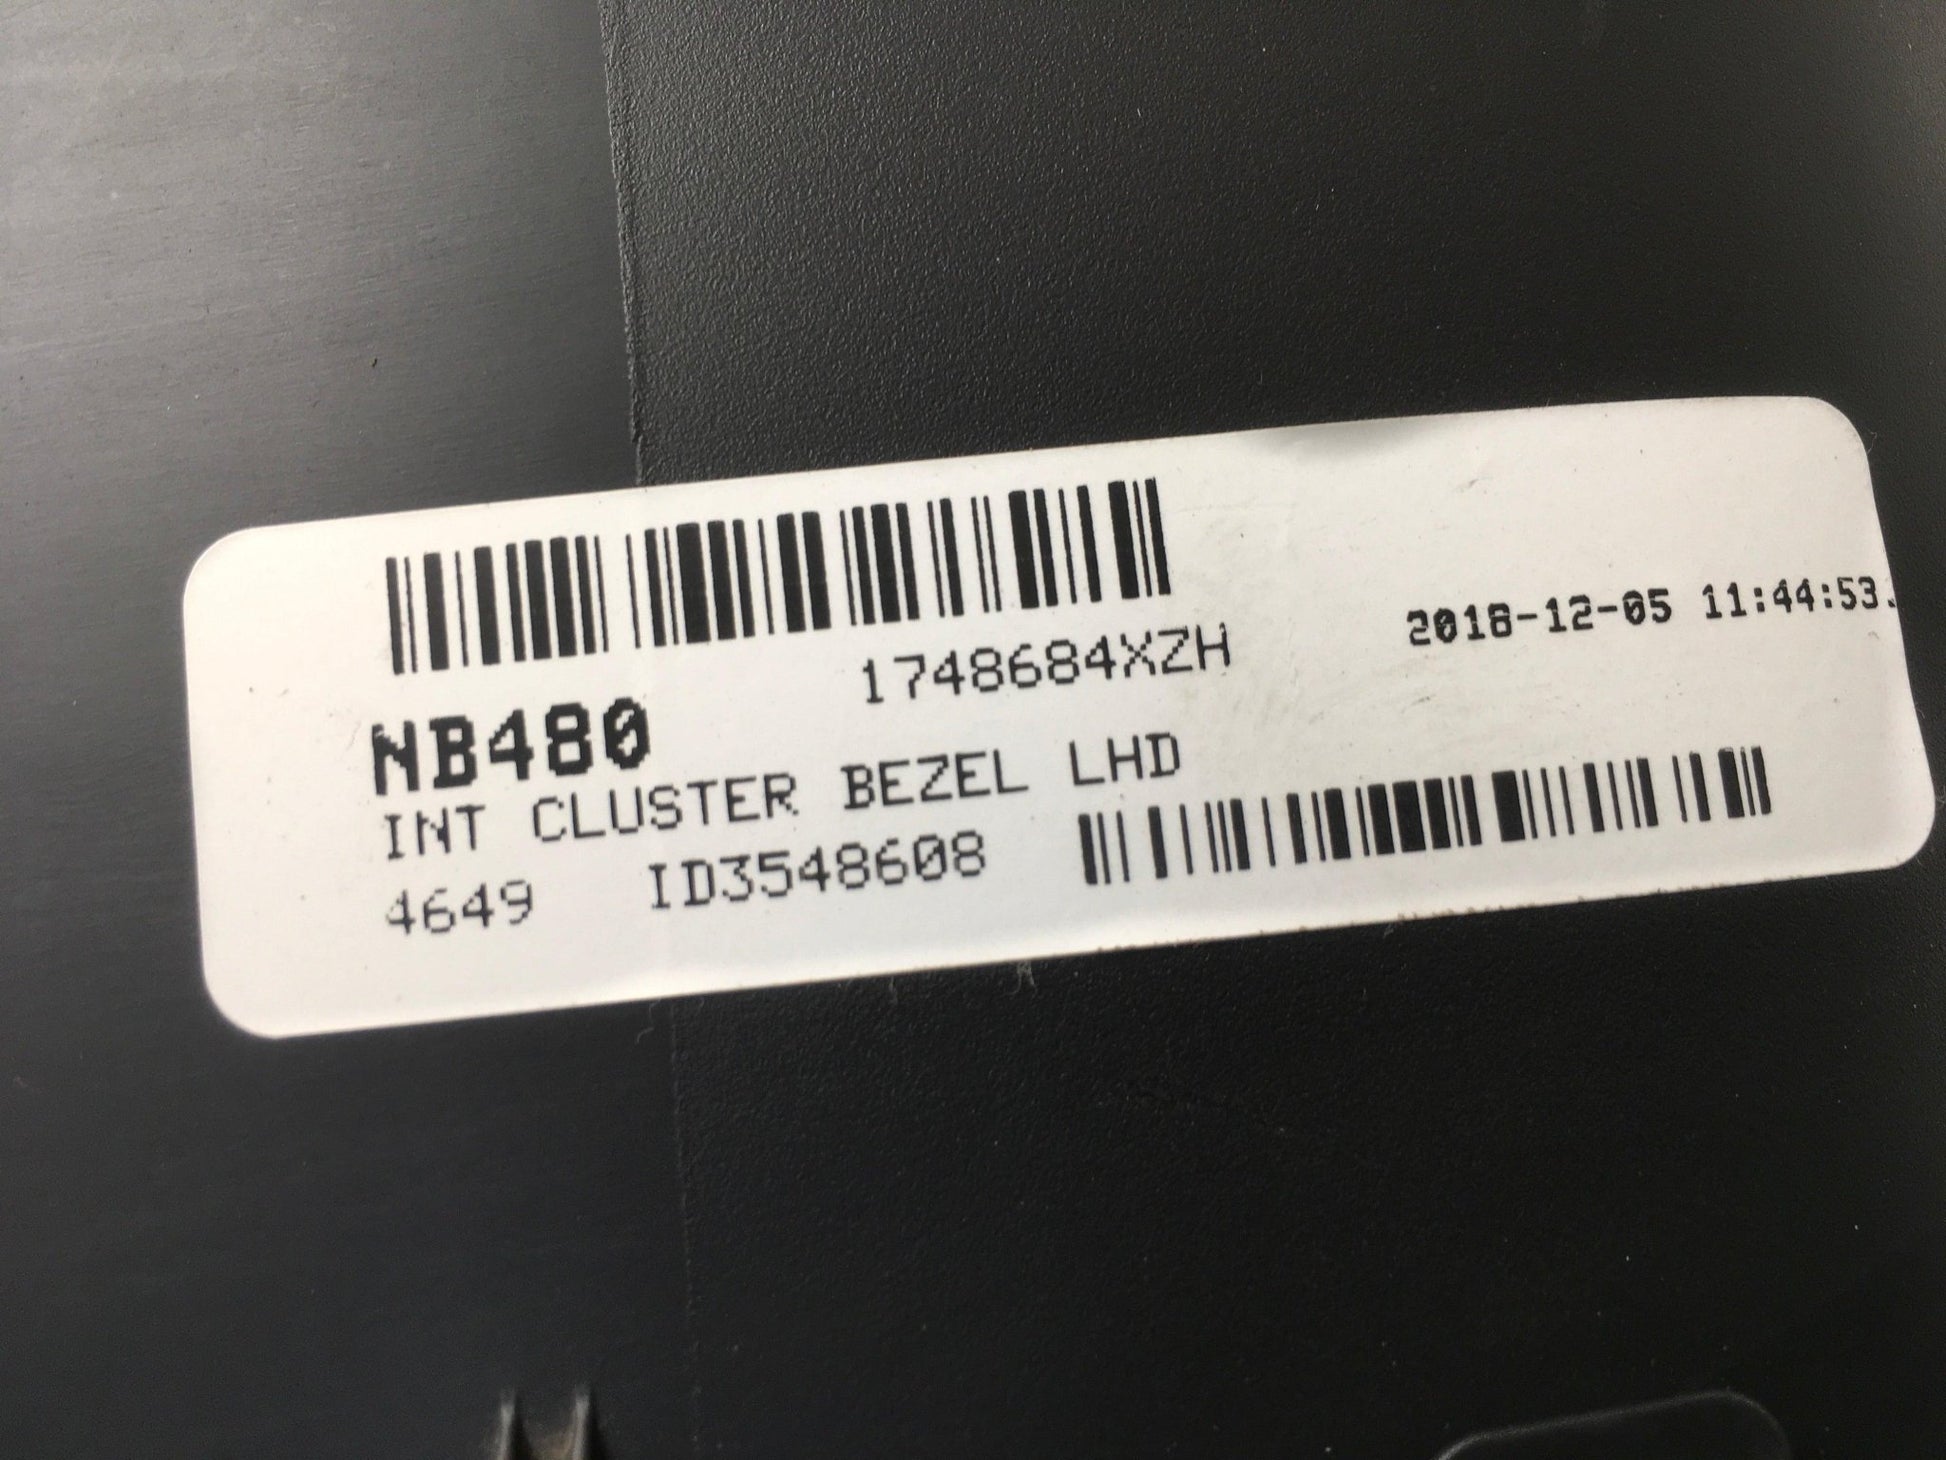 1748684XZH
2018-12-05 11:44:53.
NB480
INT CLUSTER BEZEL LHD
4649 ID3548608